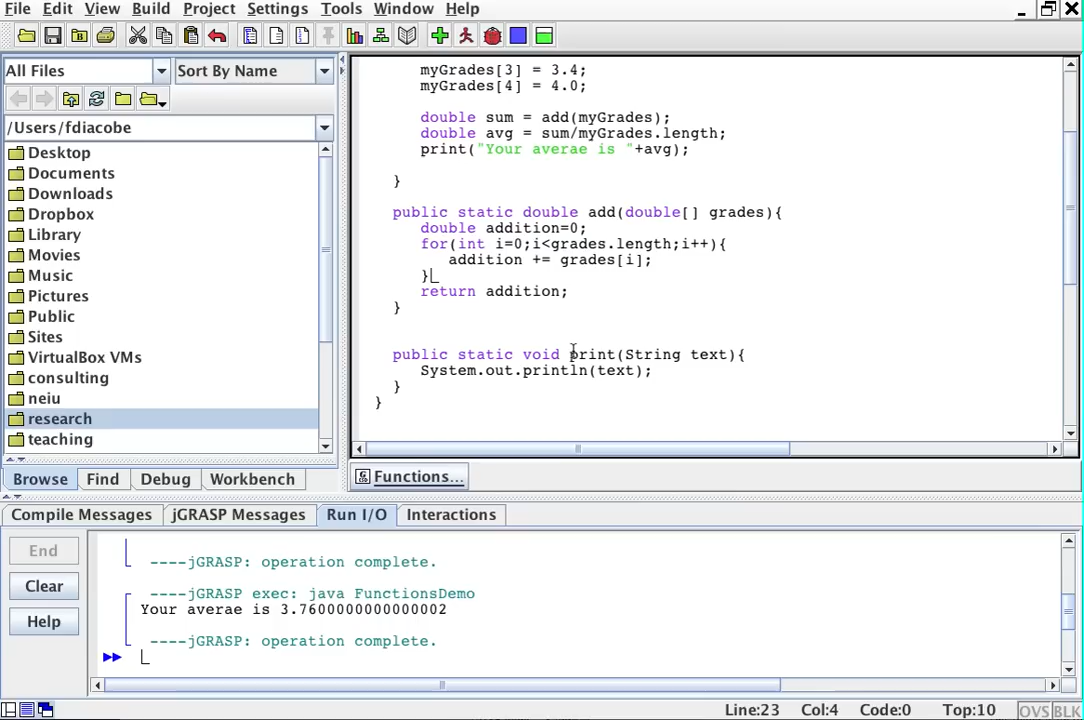 File Edit View Build Project Settings Tools Window Help
All Files Sort By Name
/Users/fdiacobe
Desktop
Documents
Downloads
Dropbox
Library
Movies
Music
Pictures
Public
Sites
VirtualBox VMs
consulting
neiu
research
teaching
Browse Find Debug Workbench
myGrades[3] = 3.4;
myGrades[4] = 4.0;
double sum = add(myGrades);
double avg = sum/myGrades.length;
print("Your averae is "+avg);
}
public static double add(double[] grades){
double addition=0;
for(int i=0;i<grades.length;i++){
addition += grades[i];
}
return addition;
}
public static void print(String text){
System.out.println(text);
}
}
Functions...
Compile Messages jGRASP Messages Run I/O Interactions
End
Clear
Help
----jGRASP: operation complete.
----jGRASP exec: java FunctionsDemo
Your averae is 3.7600000000000002
----jGRASP: operation complete.
Line:23 Col:4 Code:0 Top:10 OVS BLK